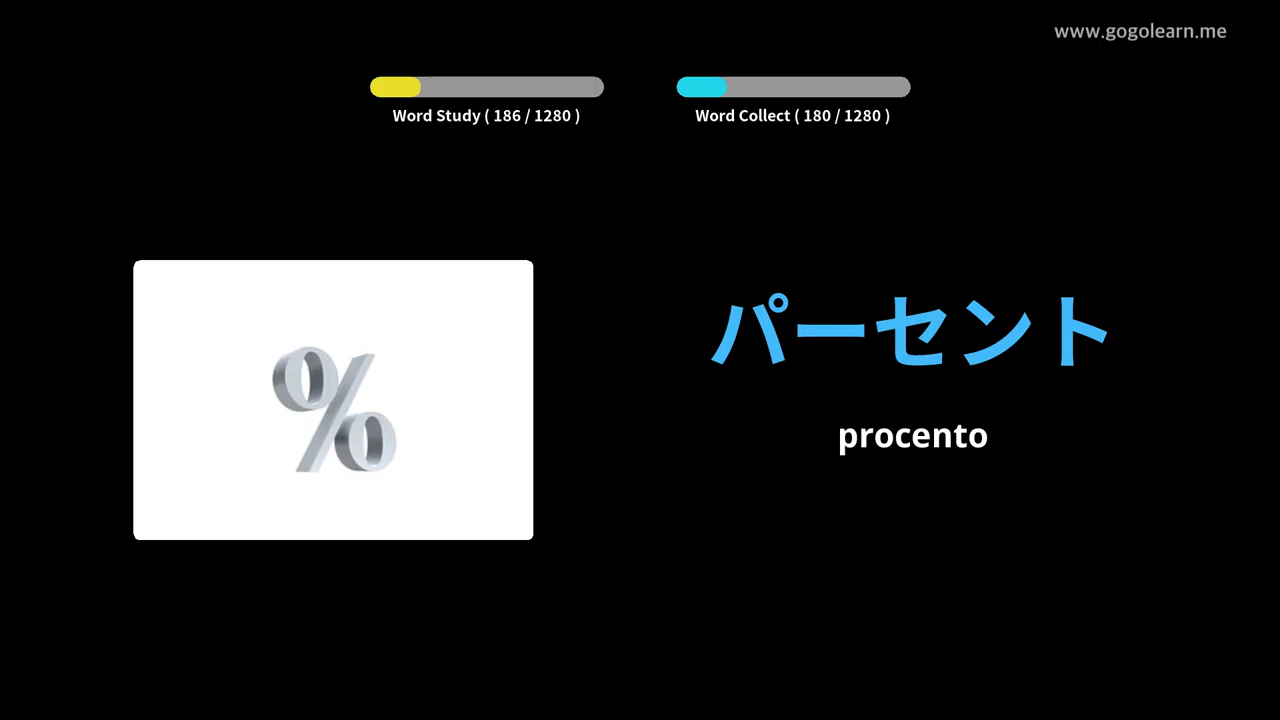 www.gogolearn.me
Word Study ( 186 / 1280 )
Word Collect ( 180 / 1280 )
%
パーセント
procento